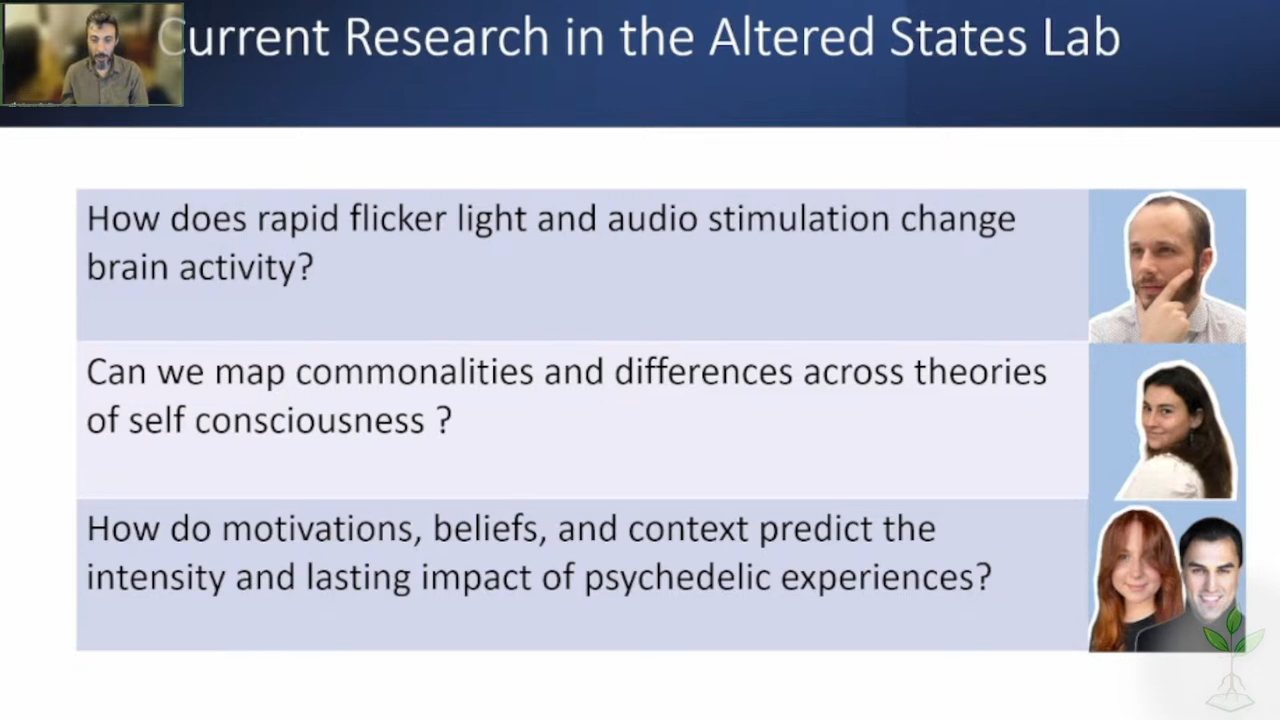 Current Research in the Altered States Lab
How does rapid flicker light and audio stimulation change
brain activity?
Can we map commonalities and differences across theories
of self consciousness ?
How do motivations, beliefs, and context predict the
intensity and lasting impact of psychedelic experiences?